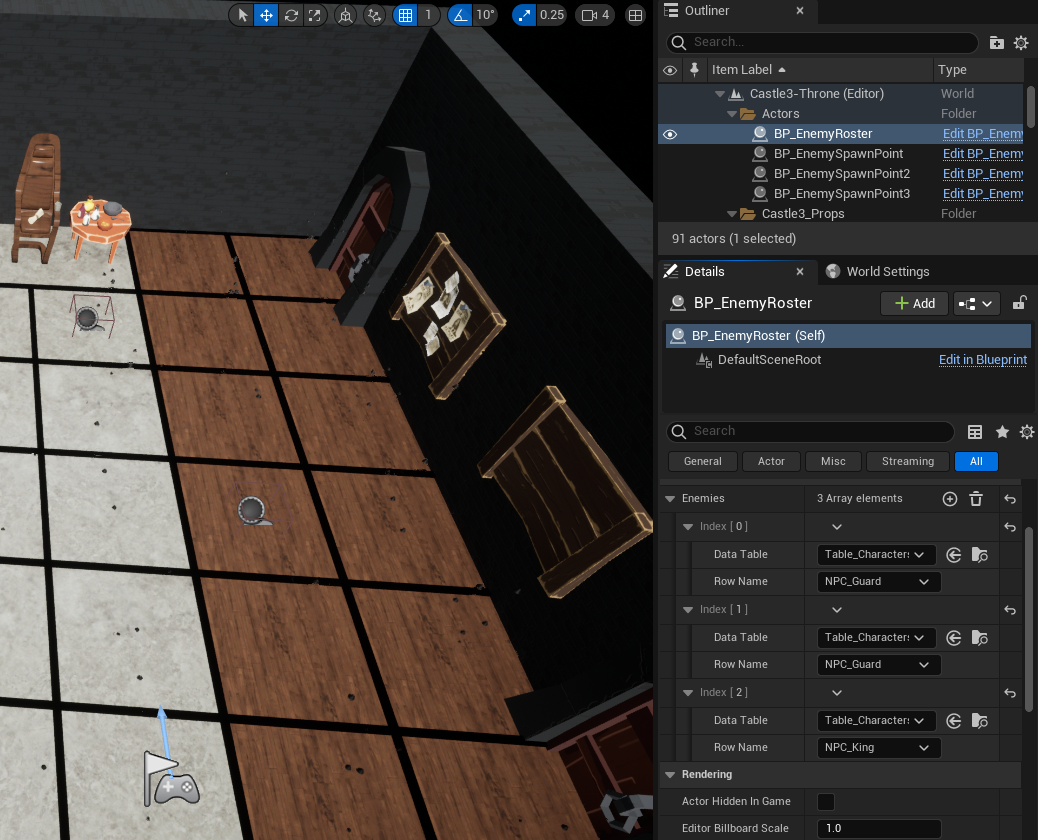 1
10°
0.25
4
Outliner
Search...
Item Label
Type
Castle3-Throne (Editor)
World
Actors
Folder
BP_EnemyRoster
Edit BP_Enem
BP_EnemySpawnPoint
Edit BP_Enem
BP_EnemySpawnPoint2
Edit BP_Enem
BP_EnemySpawnPoint3
Edit BP_Enem
Castle3_Props
Folder
91 actors (1 selected)
Details
World Settings
BP_EnemyRoster
Add
BP_EnemyRoster (Self)
DefaultSceneRoot
Edit in Blueprint
Search
General
Actor
Misc
Streaming
All
Enemies
3 Array elements
Index [ 0 ]
Data Table
Table_Characters
Row Name
NPC_Guard
Index [ 1 ]
Data Table
Table_Characters
Row Name
NPC_Guard
Index [ 2 ]
Data Table
Table_Characters
Row Name
NPC_King
Rendering
Actor Hidden In Game
Editor Billboard Scale
1.0